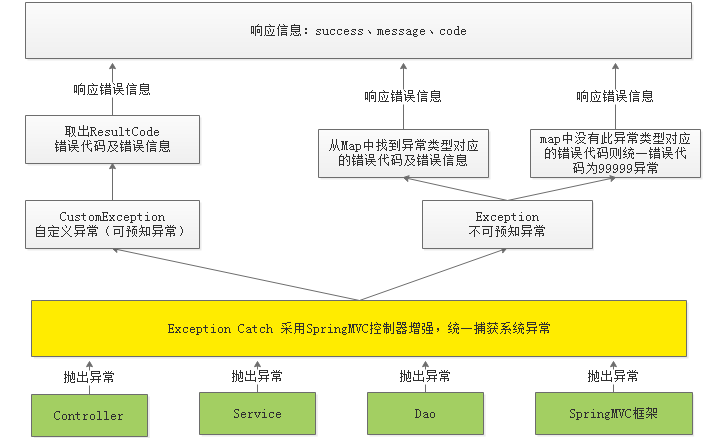 响应信息：success、message、code
响应错误信息
响应错误信息
响应错误信息
取出ResultCode
错误代码及错误信息
从Map中找到异常类型对应
的错误代码及错误信息
map中没有此异常类型对应
的错误代码则统一错误代
码为99999异常
CustomException
自定义异常（可预知异常）
Exception
不可预知异常
Exception Catch 采用SpringMVC控制器增强，统一捕获系统异常
抛出异常
抛出异常
抛出异常
抛出异常
Controller
Service
Dao
SpringMVC框架